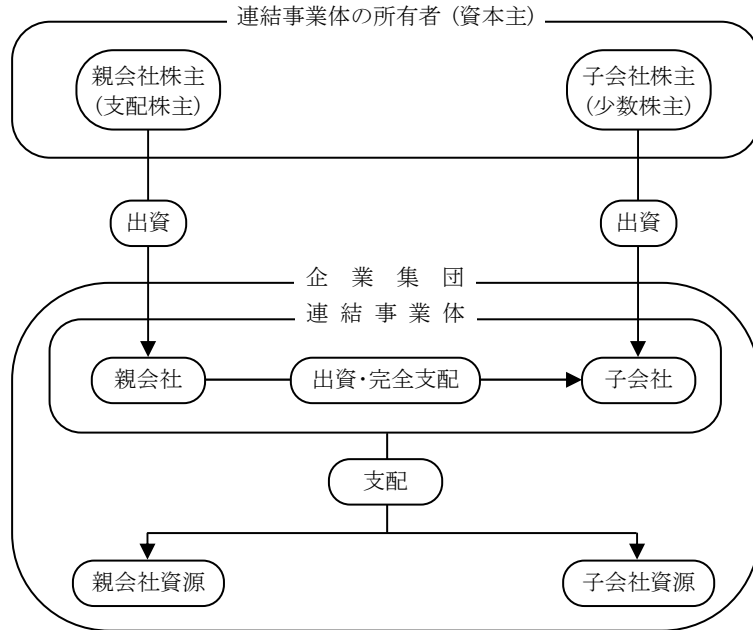 連結事業体の所有者（資本主）
親会社株主
（支配株主）
子会社株主
（少数株主）
出資
出資
企業集団
連結事業体
親会社
出資・完全支配
子会社
支配
親会社資源
子会社資源